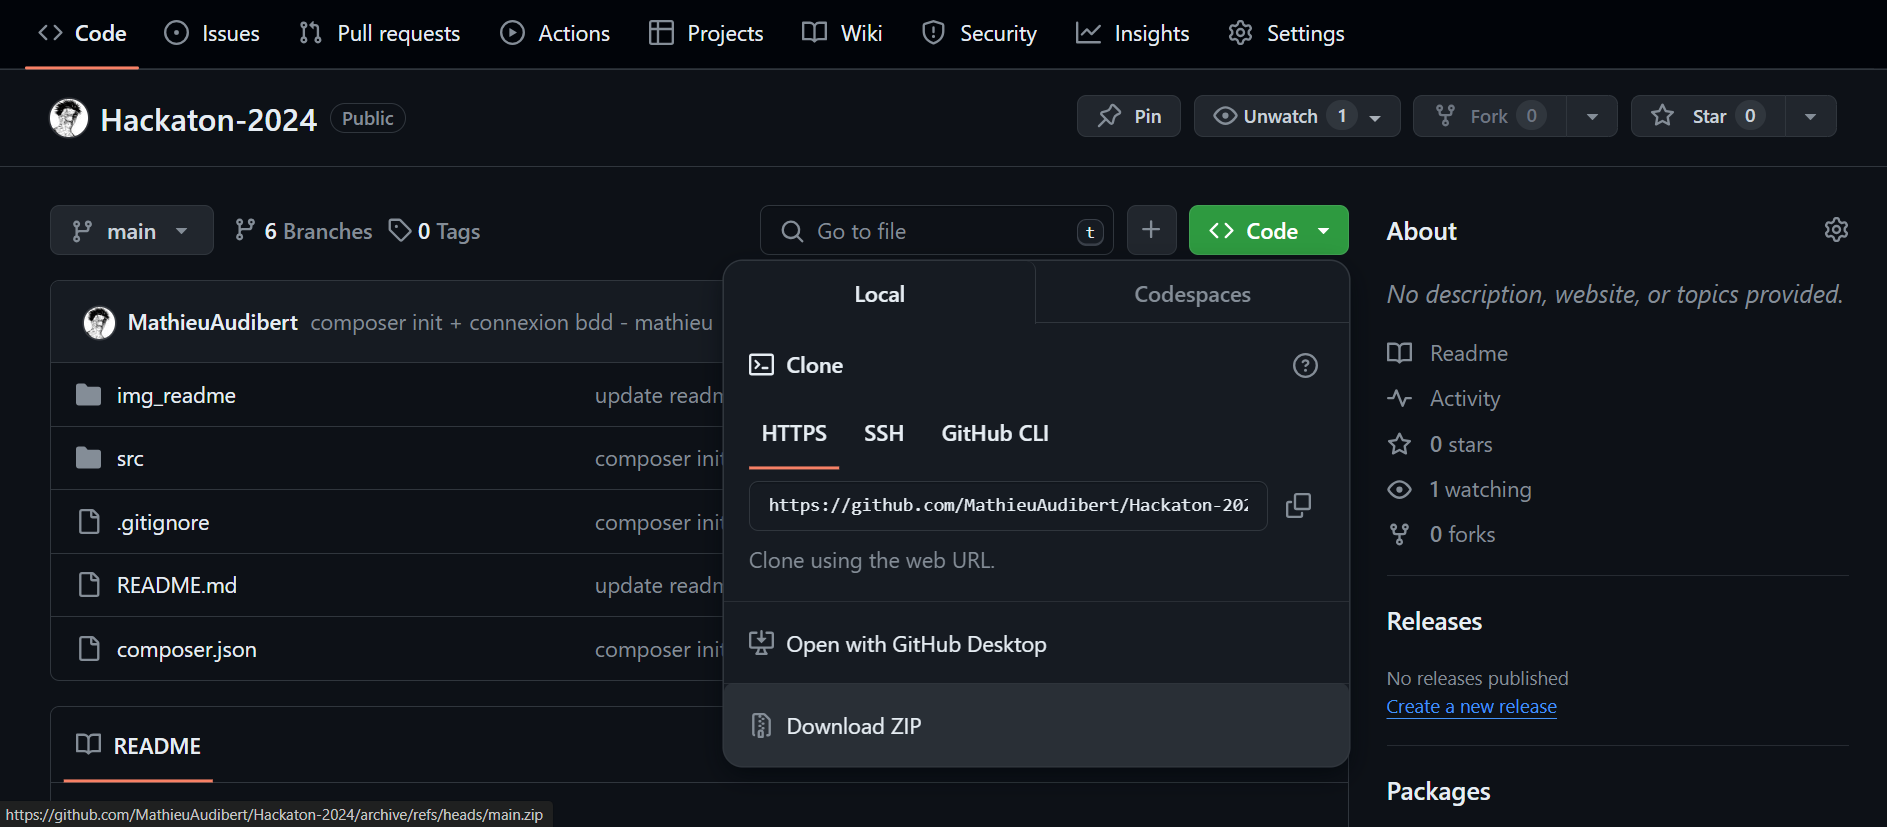 Code Issues Pull requests Actions Projects Wiki Security Insights Settings
Hackaton-2024 Public Pin Unwatch 1 Fork 0 Star 0
main 6 Branches 0 Tags Go to file t Code
MathieuAudibert composer init + connexion bdd - mathieu
img_readme update readm
src composer init
.gitignore composer init
README.md update readm
composer.json composer init
README
Local Codespaces
Clone
HTTPS SSH GitHub CLI
https://github.com/MathieuAudibert/Hackaton-202
Clone using the web URL.
Open with GitHub Desktop
Download ZIP
About
No description, website, or topics provided.
Readme
Activity
0 stars
1 watching
0 forks
Releases
No releases published
Create a new release
Packages
https://github.com/MathieuAudibert/Hackaton-2024/archive/refs/heads/main.zip